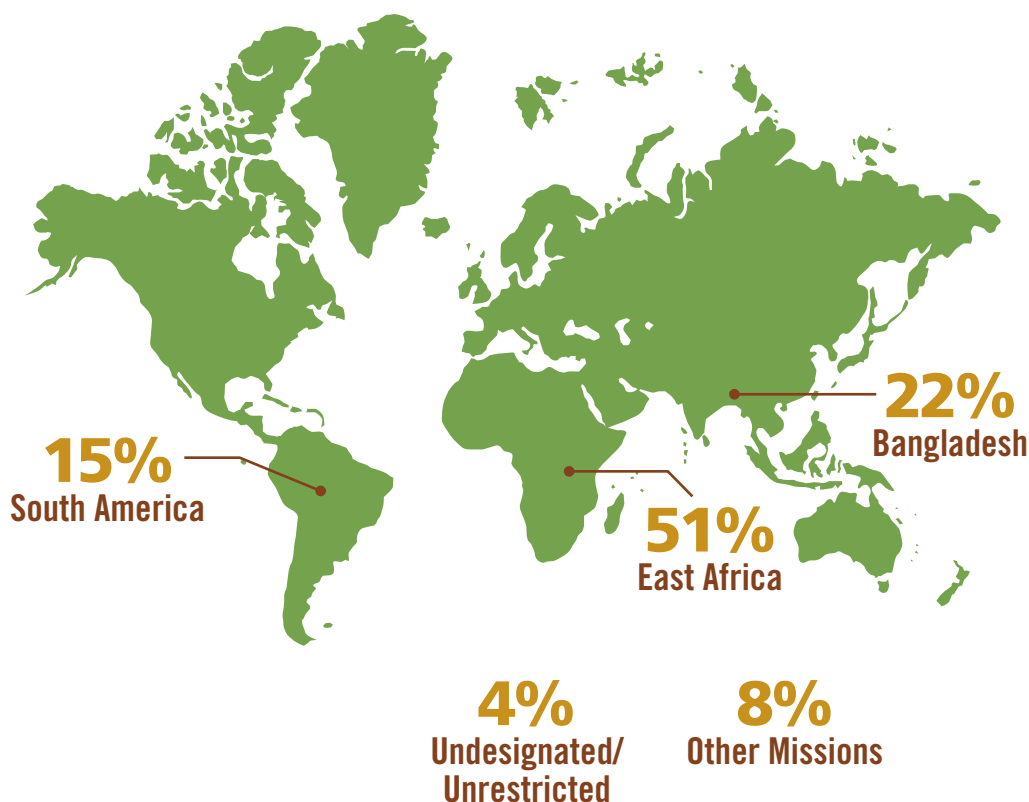 22%
Bangladesh
15%
South America
51%
East Africa
4%
Undesignated/
Unrestricted
8%
Other Missions